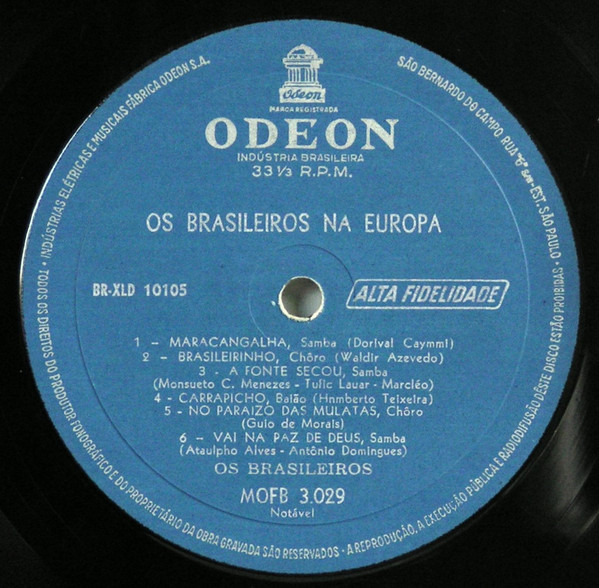 Odeon
MARCA REGISTRADA
ODEON
INDÚSTRIA BRASILEIRA
33 1/3 R.P.M.
OS BRASILEIROS NA EUROPA
BR-XLD 10105
ALTA FIDELIDADE
1 - MARACANGALHA, Samba (Dorival Caymmi)
2 - BRASILEIRINHO, Chôro (Waldir Azevedo)
3 - A FONTE SECOU, Samba
(Monsueto C. Menezes - Tufic Lauar - Marcléo)
4 - CARRAPICHO, Baião (Hnmberto Teixeira)
5 - NO PARAIZO DAS MULATAS, Chôro
(Guio de Morais)
6 - VAI NA PAZ DE DEUS, Samba
(Ataulpho Alves - Antônio Domingues)
OS BRASILEIROS
MOFB 3.029
Notável
• TODOS OS DIREITOS DO PRODUTOR FONOGRÁFICO E DO PROPRIETÁRIO DA OBRA GRAVADA SÃO RESERVADOS - A REPRODUÇÃO, A EXECUÇÃO PÚBLICA E RADIODIFUSÃO DÊSTE DISCO ESTÃO PROIBIDAS •
INDÚSTRIAS ELÉTRICAS E MUSICAIS FÁBRICA ODEON S.A.
SÃO BERNARDO DO CAMPO, RUA "G" S/Nº - EST. SÃO PAULO